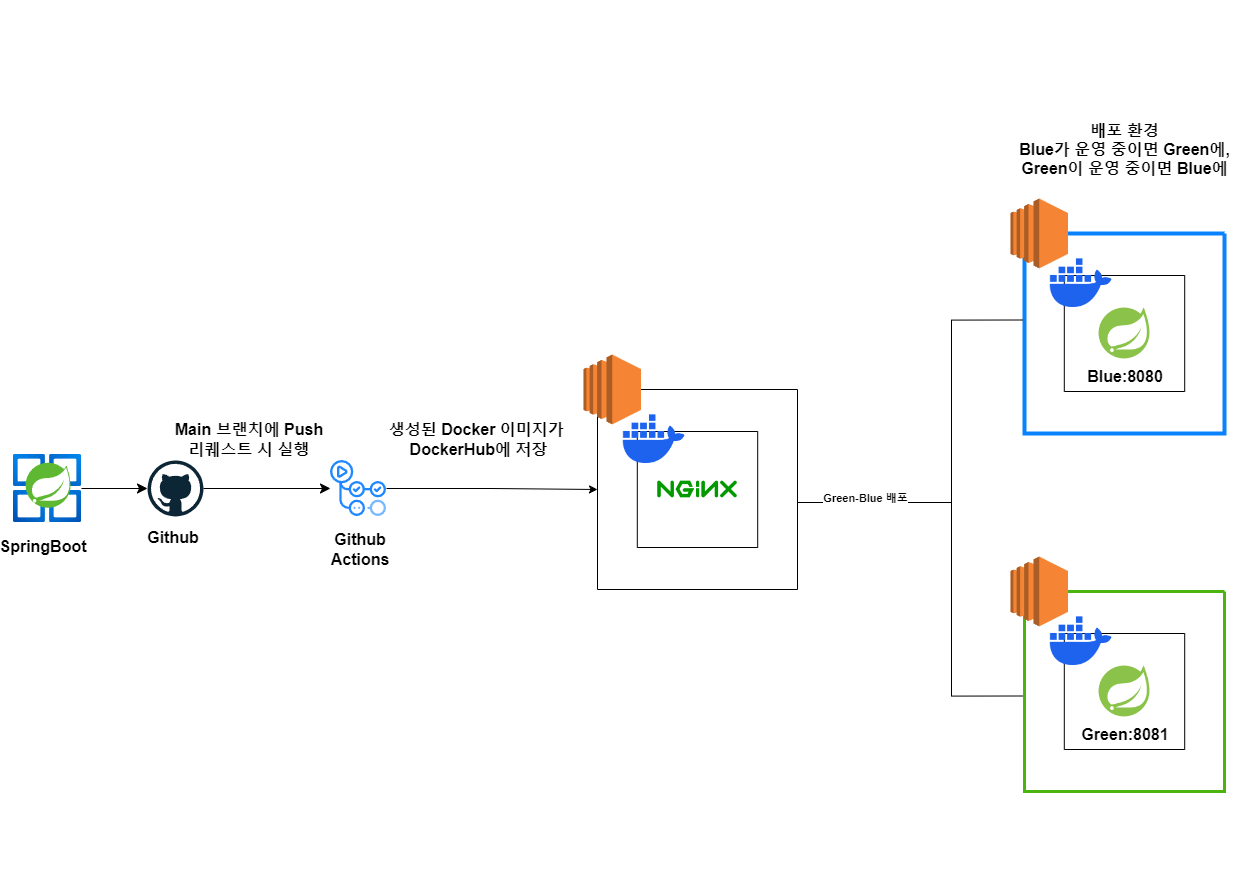 배포 환경
Blue가 운영 중이면 Green에,
Green이 운영 중이면 Blue에
Blue:8080
Main 브랜치에 Push
리퀘스트 시 실행
생성된 Docker 이미지가
DockerHub에 저장
NGINX
Green-Blue 배포
SpringBoot
Github
Github
Actions
Green:8081